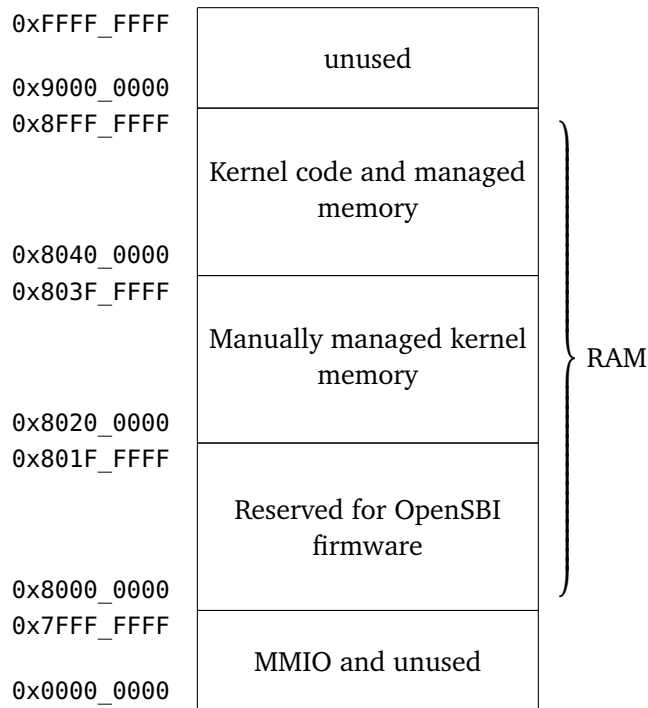 0xFFFF_FFFF
unused
0x9000_0000
0x8FFF_FFFF
Kernel code and managed
memory
0x8040_0000
0x803F_FFFF
Manually managed kernel
memory
RAM
0x8020_0000
0x801F_FFFF
Reserved for OpenSBI
firmware
0x8000_0000
0x7FFF_FFFF
MMIO and unused
0x0000_0000